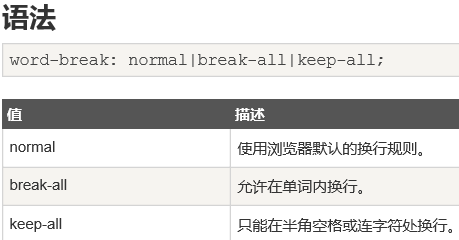 语法
word-break: normal|break-all|keep-all;
值 描述
normal 使用浏览器默认的换行规则。
break-all 允许在单词内换行。
keep-all 只能在半角空格或连字符处换行。